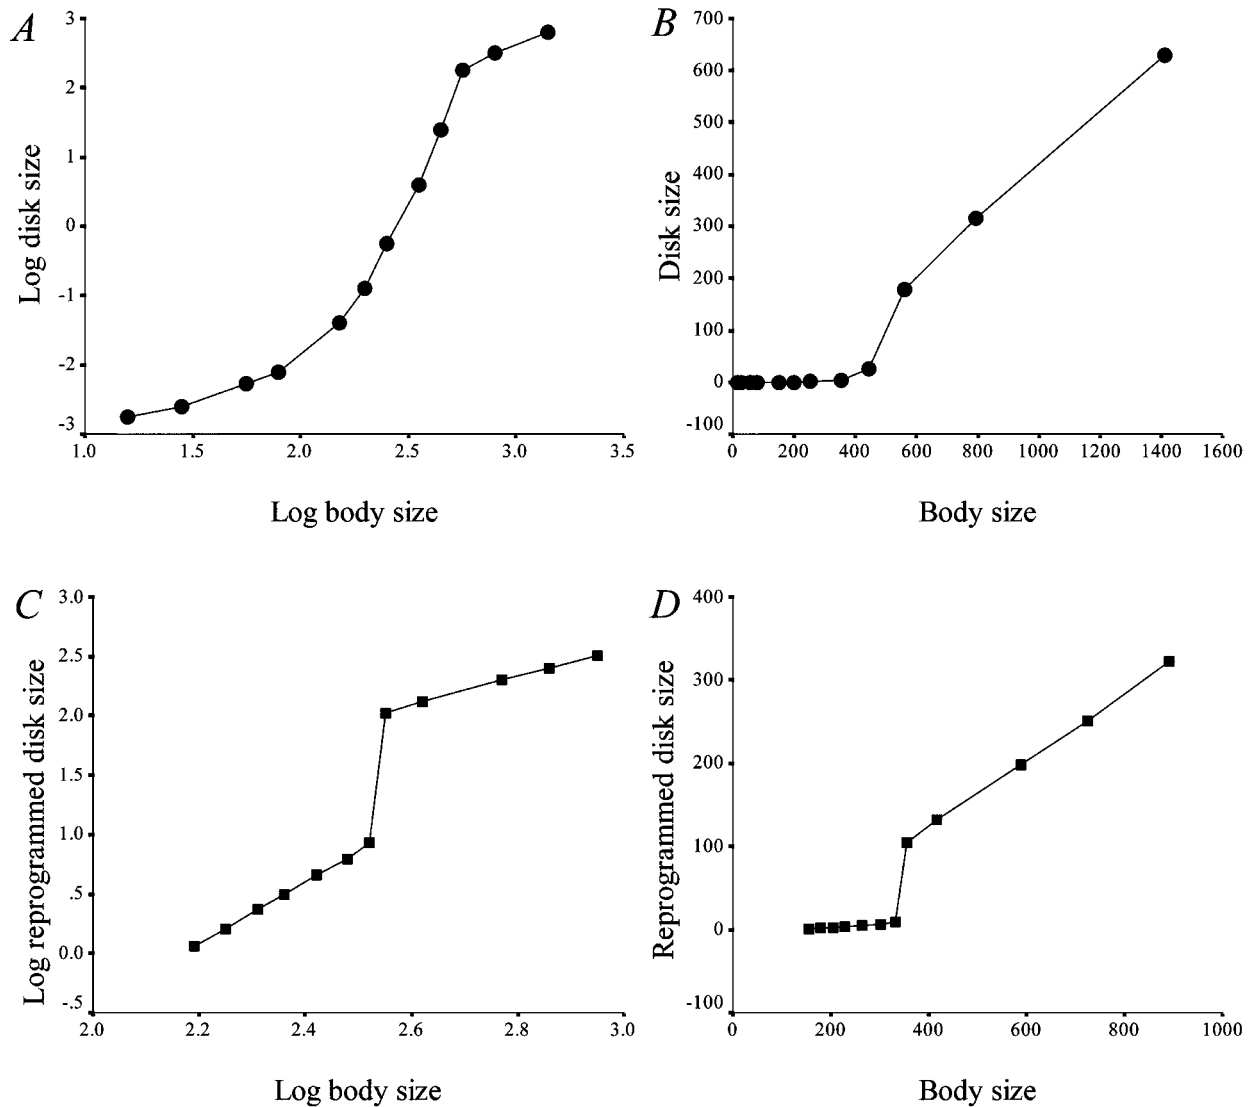 A
3
2
1
0
-1
-2
-3
1.0 1.5 2.0 2.5 3.0 3.5
Log disk size
Log body size
B
700
600
500
400
300
200
100
0
-100
0 200 400 600 800 1000 1200 1400 1600
Disk size
Body size
C
3.0
2.5
2.0
1.5
1.0
.5
0.0
-.5
2.0 2.2 2.4 2.6 2.8 3.0
Log reprogrammed disk size
Log body size
D
400
300
200
100
0
-100
0 200 400 600 800 1000
Reprogrammed disk size
Body size